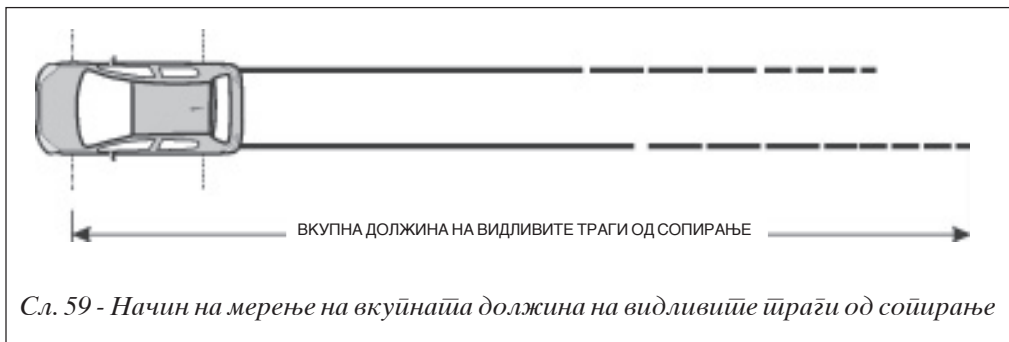 1
ВКУПНА ДОЛЖИНА НА ВИДЛИВИТЕ ТРАГИ ОД СОПИРАЊЕ
Сл. 59 - Начин на мерење на вкупната должина на видливите траги од сопирање